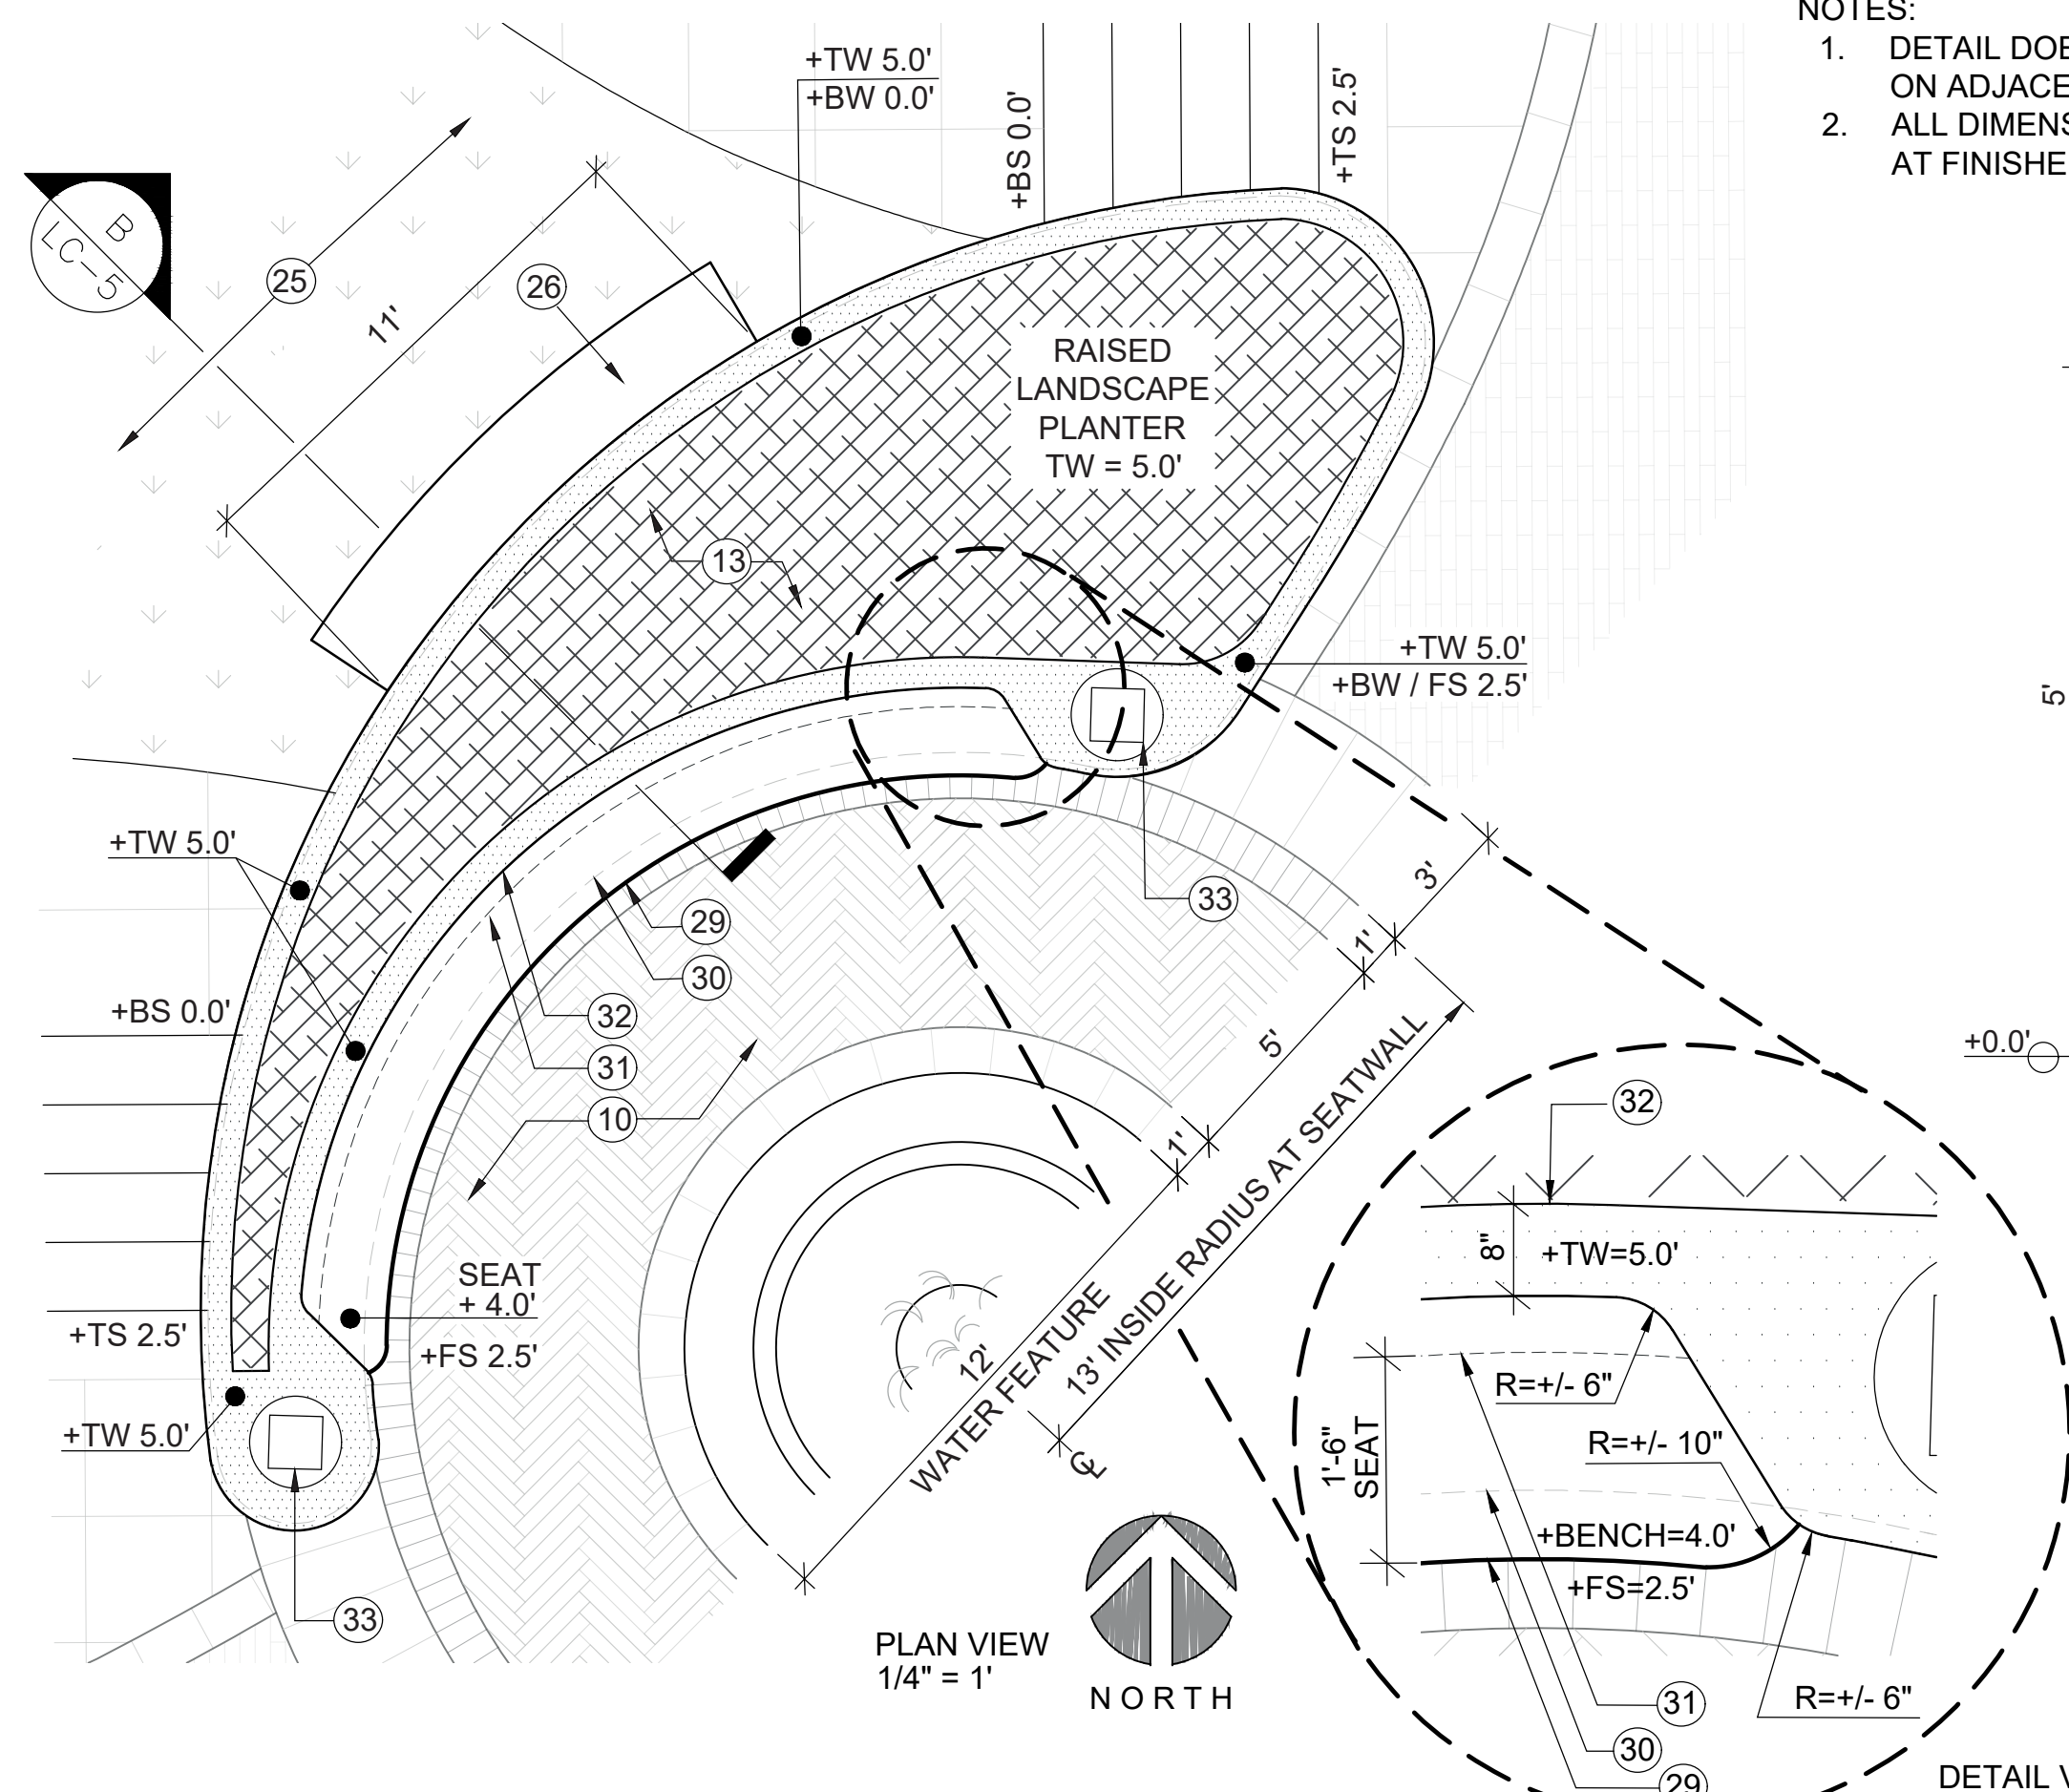 NOTES:
1. DETAIL DOE
ON ADJACE
2. ALL DIMENS
AT FINISHE
+TW 5.0'
+BW 0.0'
+BS 0.0'
+TS 2.5'
B
LC-5
25
11'
26
RAISED
LANDSCAPE
PLANTER
TW = 5.0'
13
+TW 5.0'
+BW / FS 2.5'
5'
+TW 5.0'
33
3'
1'
29
30
32
31
10
+BS 0.0'
5'
1'
+0.0'
SEAT
+ 4.0'
+FS 2.5'
+TS 2.5'
+TW 5.0'
33
12'
WATER FEATURE
13' INSIDE RADIUS AT SEATWALL
CL
PLAN VIEW
1/4" = 1'
NORTH
32
8"
+TW=5.0'
R=+/- 6"
1'-6"
SEAT
R=+/- 10"
+BENCH=4.0'
+FS=2.5'
R=+/- 6"
31
30
29
DETAIL V